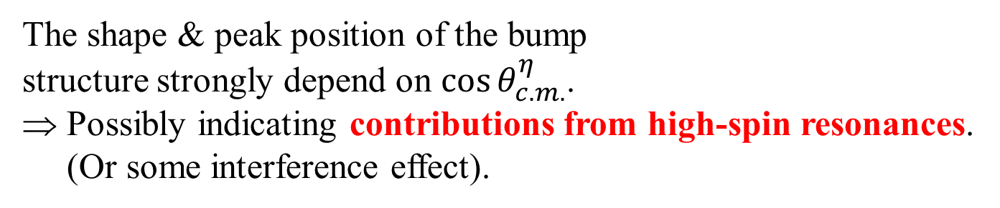 The shape & peak position of the bump
structure strongly depend on cos θ^η_{c.m.}.
⇒ Possibly indicating contributions from high-spin resonances.
(Or some interference effect).